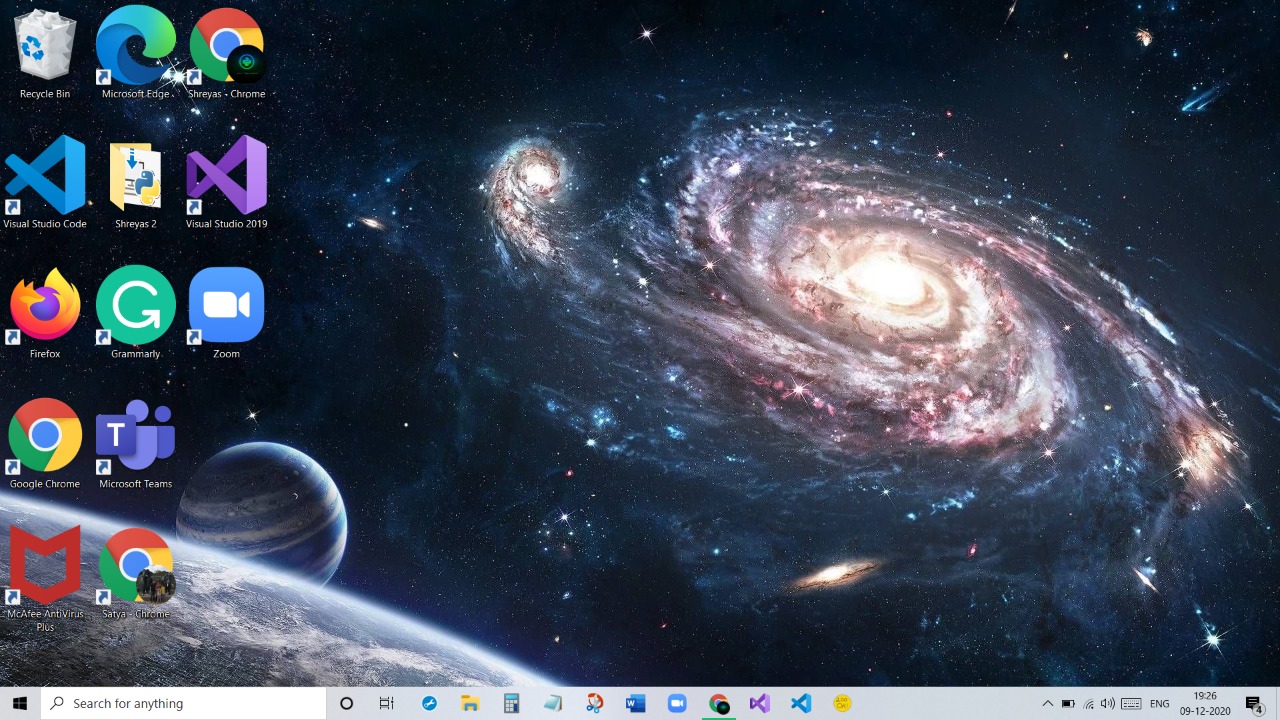 Recycle Bin
Microsoft Edge
Shreyas - Chrome
Visual Studio Code
Shreyas 2
Visual Studio 2019
Firefox
Grammarly
Zoom
Google Chrome
T
Microsoft Teams
McAfee AntiVirus
Plus
Satya - Chrome
Search for anything
W
ENG
19:26
09-12-2020
4